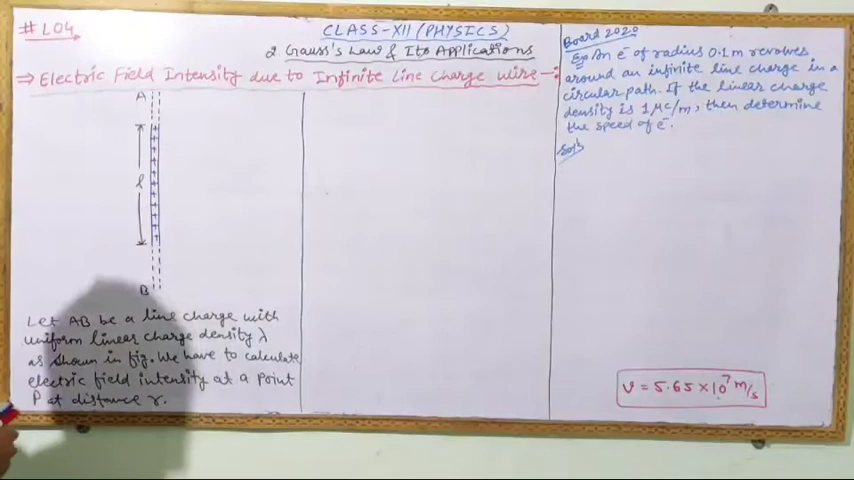 #L04
CLASS-XII (PHYSICS)
2 Gauss's Law & Its Applications
⇒ Electric Field Intensity due to Infinite Line Charge wire -:
A
l
B
Let AB be a line charge with
uniform linear charge density λ
as shown in fig. We have to calculate
electric field intensity at a point
P at distance r.
Board 2020
An e⁻ of radius 0.1m revolves
around an infinite line charge in a
circular path. If the linear charge
density is 1 μc/m, then determine
the speed of e⁻.
Solⁿ
v = 5.65 × 10⁷ m/s